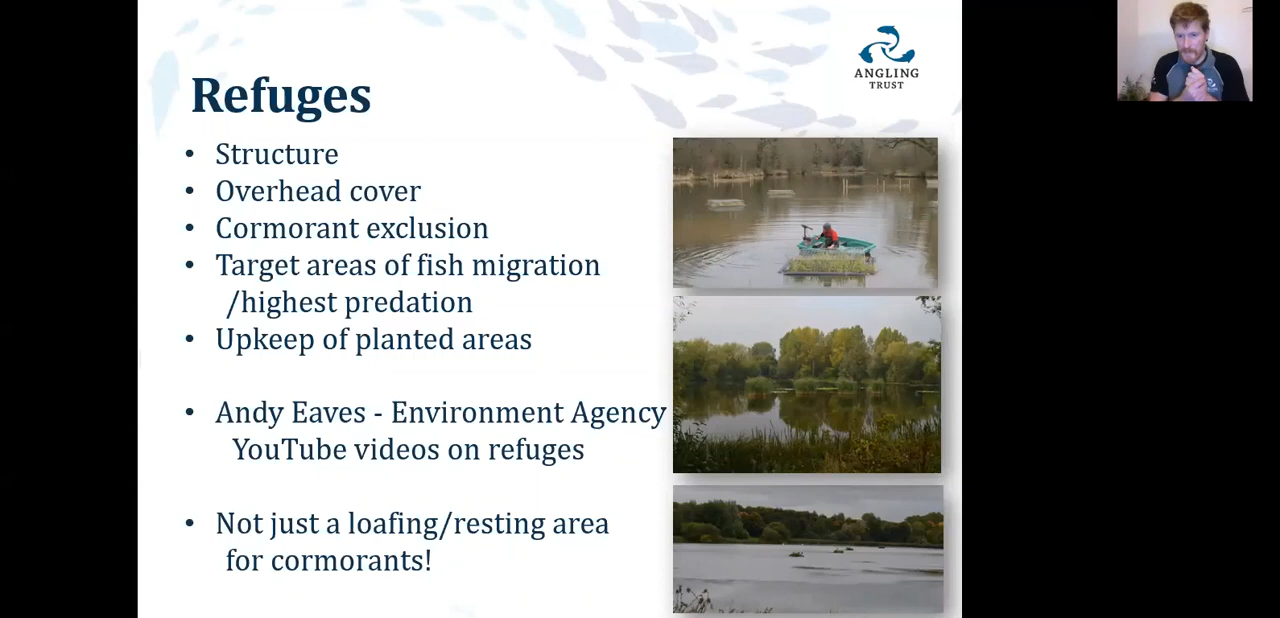 ANGLING
TRUST
Refuges
• Structure
• Overhead cover
• Cormorant exclusion
• Target areas of fish migration
/highest predation
• Upkeep of planted areas
• Andy Eaves - Environment Agency
YouTube videos on refuges
• Not just a loafing/resting area
for cormorants!